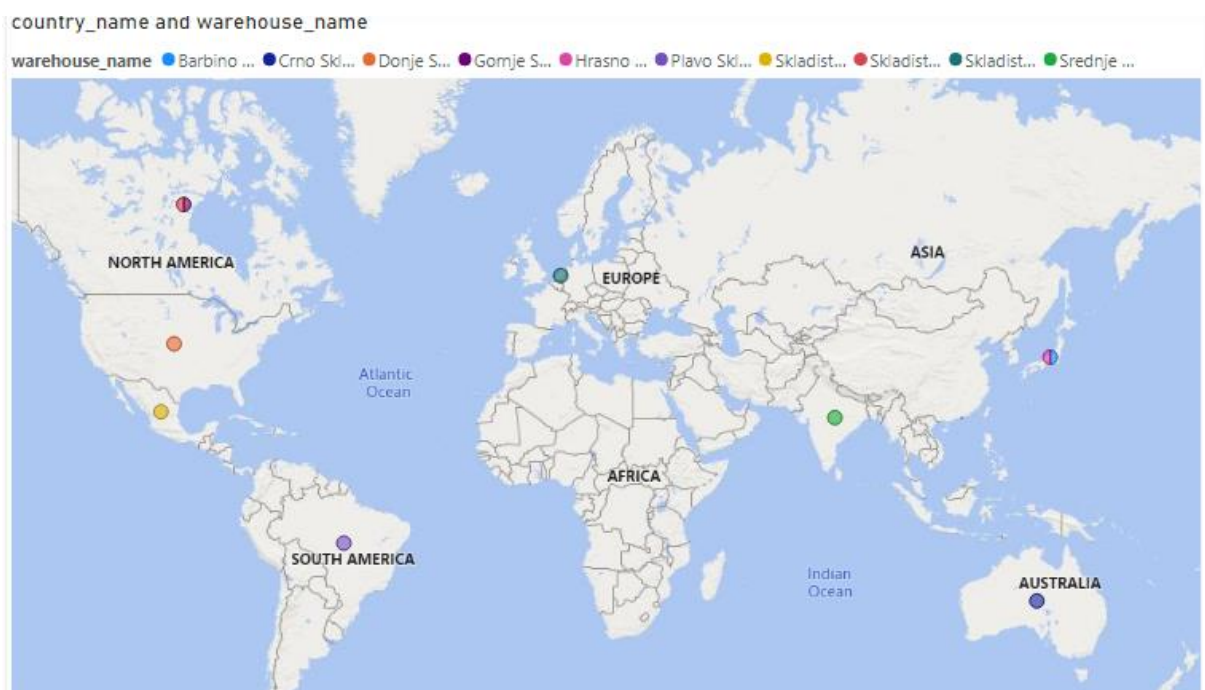 country_name and warehouse_name
warehouse_name Barbino ... Crno Skl... Donje S... Gornje S... Hrasno ... Plavo Skl... Skladist... Skladist... Skladist... Srednje ...
NORTH AMERICA
ASIA
EUROPE
Atlantic
Ocean
AFRICA
SOUTH AMERICA
Indian
Ocean
AUSTRALIA